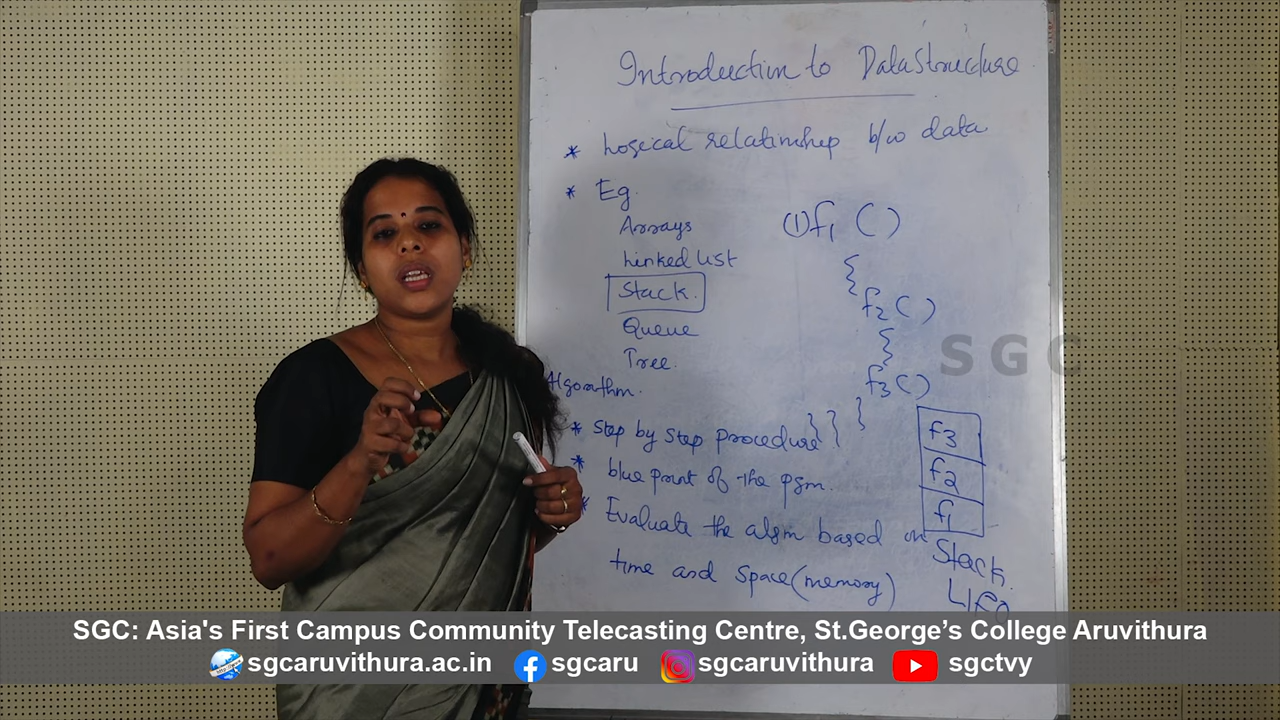 Introduction to DataStructure
* Logical relationship b/w data
* Eg.
Arrays
Linked List
Stack.
Queue
Tree.
(1) f1 ( )
{
f2 ( )
{
f3 ( )
} } }
Algorithm.
* Step by step procedure
* blue print of the pgm.
* Evaluate the algm based on
time and Space (memory)
f3
f2
f1
Stack.
LIFO
SGC
SGC: Asia's First Campus Community Telecasting Centre, St.George's College Aruvithura
sgcaruvithura.ac.in sgcaru sgcaruvithura sgctvy